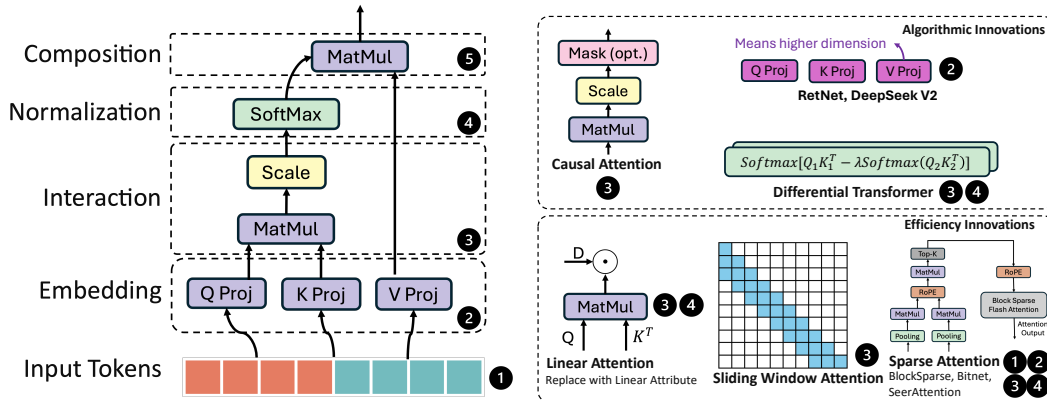 Composition
MatMul
5
Normalization
SoftMax
4
Interaction
Scale
MatMul
3
Embedding
Q Proj
K Proj
V Proj
2
Input Tokens
1
Algorithmic Innovations
Mask (opt.)
Scale
MatMul
Causal Attention
3
Means higher dimension
Q Proj
K Proj
V Proj
2
RetNet, DeepSeek V2
Softmax[Q₁K₁ᵀ − λSoftmax(Q₂K₂ᵀ)]
Differential Transformer
3 4
Efficiency Innovations
D
MatMul
3 4
Q
Kᵀ
Linear Attention
Replace with Linear Attribute
3
Sliding Window Attention
Top-K
MatMul
RoPE
MatMul
MatMul
Pooling
Pooling
RoPE
Block Sparse
Flash Attention
Attention
Output
Sparse Attention
1 2
BlockSparse, Bitnet,
SeerAttention
3 4